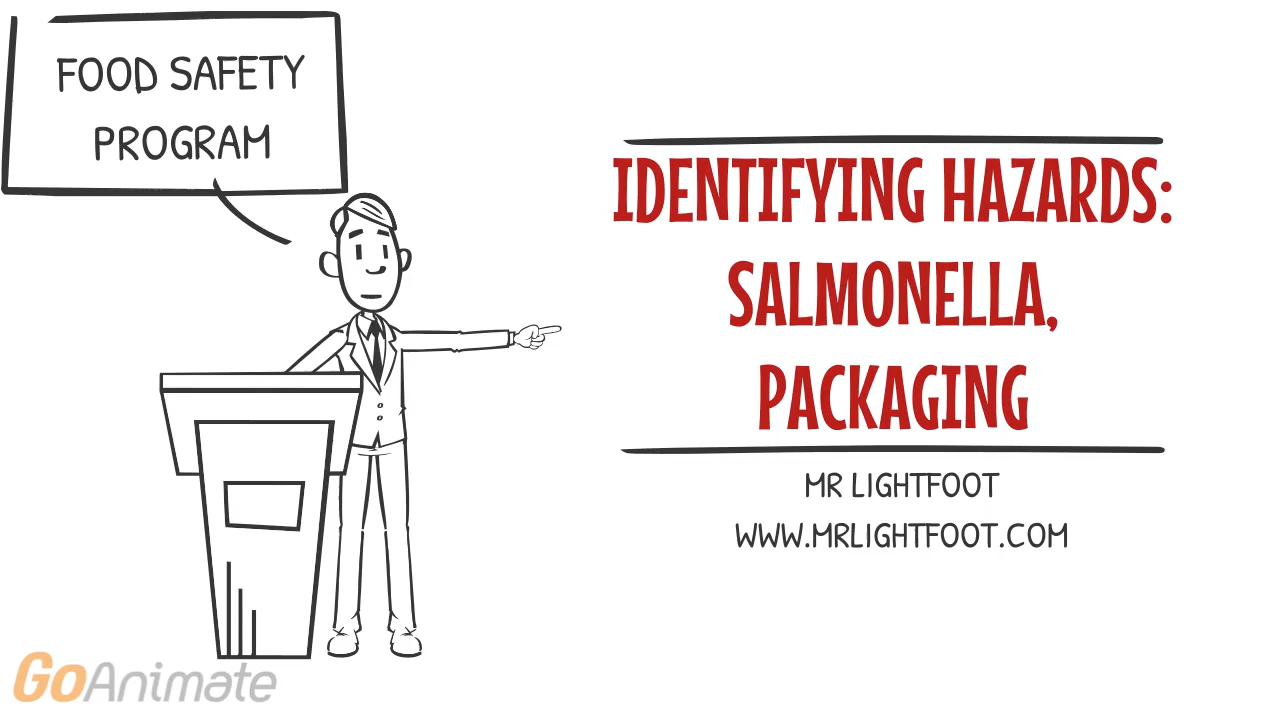 FOOD SAFETY
PROGRAM
IDENTIFYING HAZARDS:
SALMONELLA,
PACKAGING
MR LIGHTFOOT
WWW.MRLIGHTFOOT.COM
GoAnimate